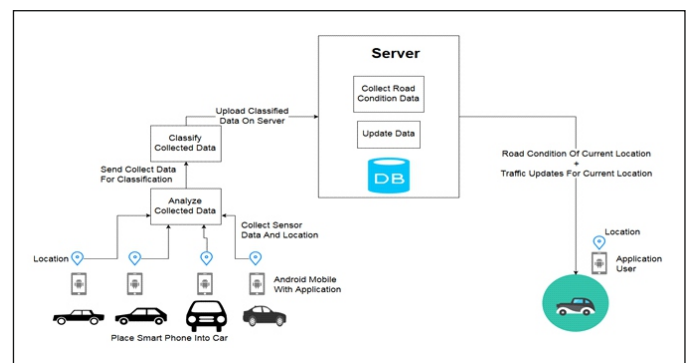 Server
Collect Road
Condition Data
Update Data
DB
Upload Classified
Data On Server
Classify
Collected Data
Send Collect Data
For Classification
Analyze
Collected Data
Collect Sensor
Data And Location
Location
Android Mobile
With Application
Place Smart Phone Into Car
Road Condition Of Current Location
+
Traffic Updates For Current Location
Location
Application
User